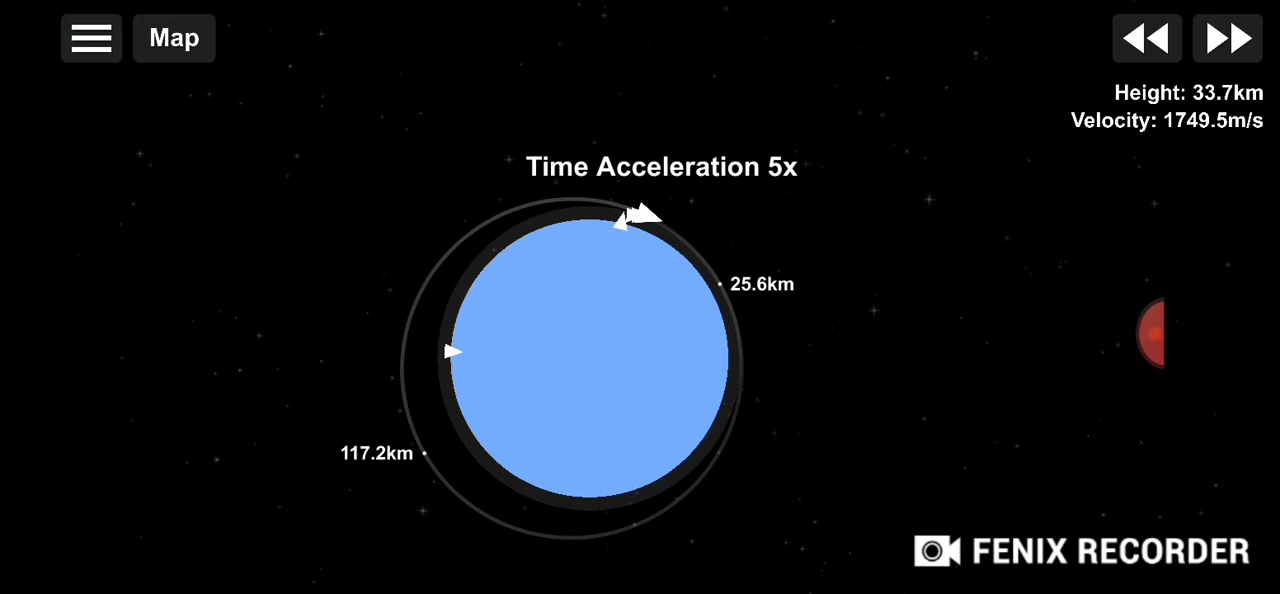 Map
Height: 33.7km
Velocity: 1749.5m/s
Time Acceleration 5x
25.6km
117.2km
FENIX RECORDER